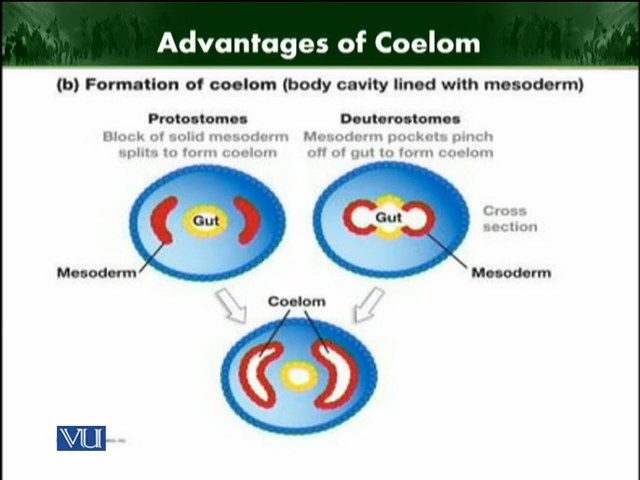 Advantages of Coelom
(b) Formation of coelom (body cavity lined with mesoderm)
Protostomes
Block of solid mesoderm
splits to form coelom
Deuterostomes
Mesoderm pockets pinch
off of gut to form coelom
Gut
Gut
Cross
section
Mesoderm
Mesoderm
Coelom
VU